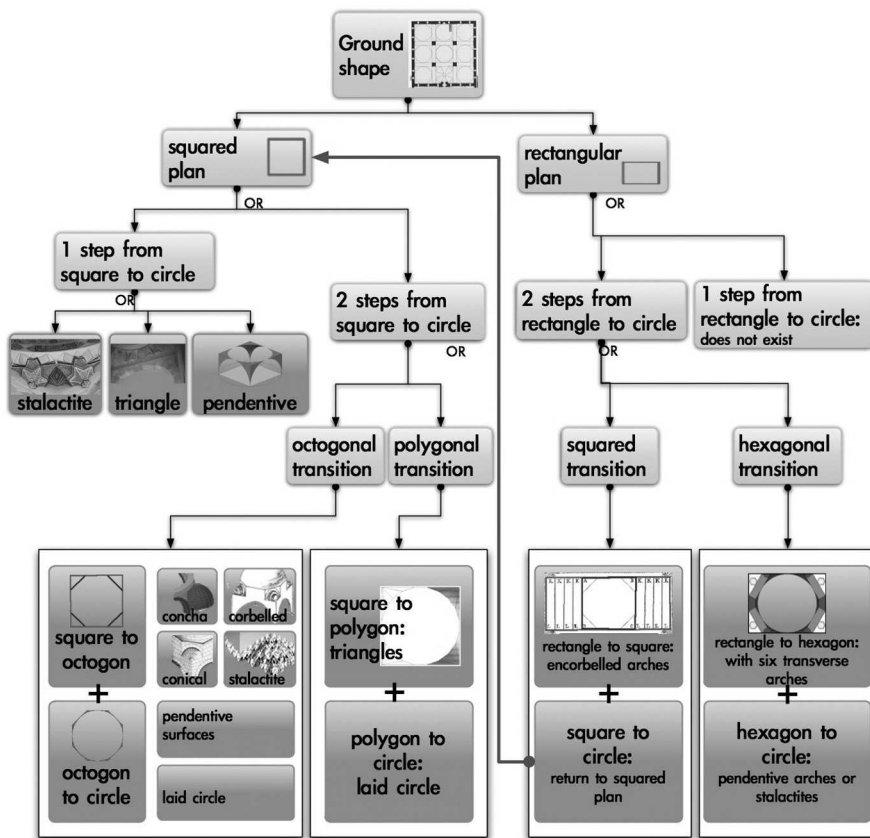 Ground
shape
squared
plan
rectangular
plan
OR
OR
1 step from
square to circle
OR
2 steps from
square to circle
OR
2 steps from
rectangle to circle
OR
1 step from
rectangle to circle:
does not exist
stalactite
triangle
pendentive
octogonal
transition
polygonal
transition
squared
transition
hexagonal
transition
square to
octogon
+
octogon
to circle
concha
corbelled
conical
stalactite
pendentive
surfaces
laid circle
square to
polygon:
triangles
+
polygon to
circle:
laid circle
rectangle to square:
encorbelled arches
+
square to
circle:
return to squared
plan
rectangle to hexagon:
with six transverse
arches
+
hexagon to
circle:
pendentive arches or
stalactites